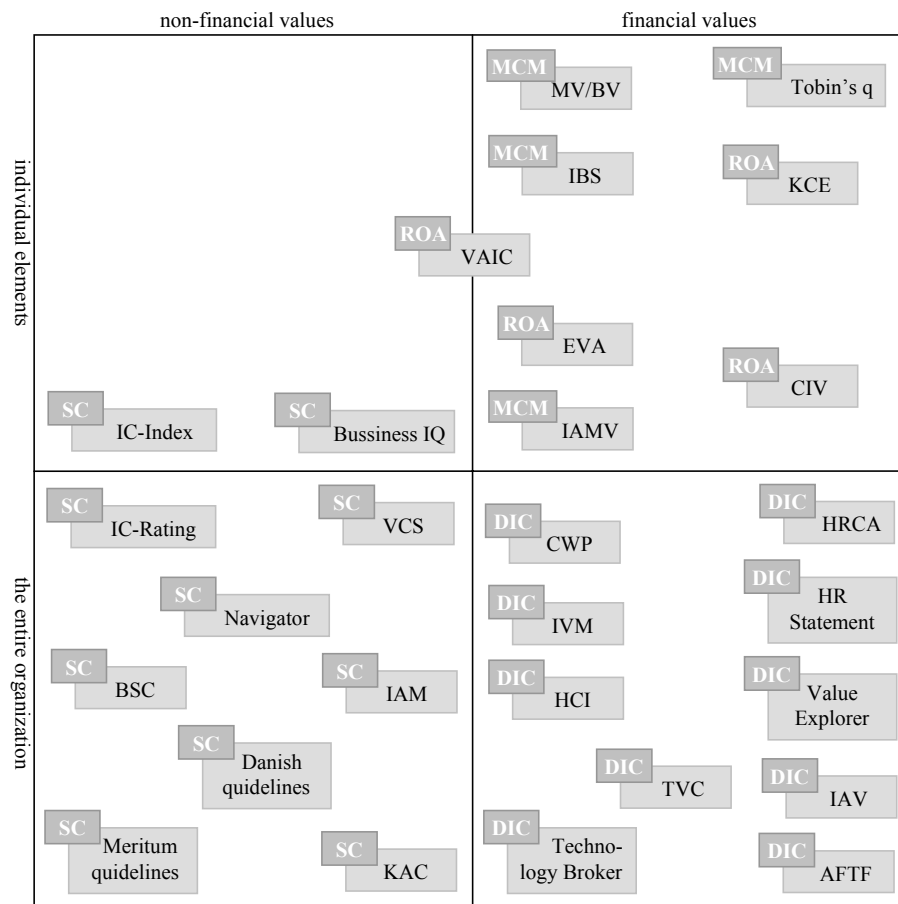 non-financial values
financial values
individual elements
MCM
MV/BV
MCM
Tobin's q
MCM
IBS
ROA
KCE
ROA
VAIC
ROA
EVA
ROA
CIV
SC
IC-Index
SC
Bussiness IQ
MCM
IAMV
the entire organization
SC
IC-Rating
SC
VCS
SC
Navigator
SC
BSC
SC
IAM
SC
Danish
quidelines
SC
Meritum
quidelines
SC
KAC
DIC
CWP
DIC
HRCA
DIC
IVM
DIC
HR
Statement
DIC
HCI
DIC
Value
Explorer
DIC
TVC
DIC
IAV
DIC
Techno-
logy Broker
DIC
AFTF